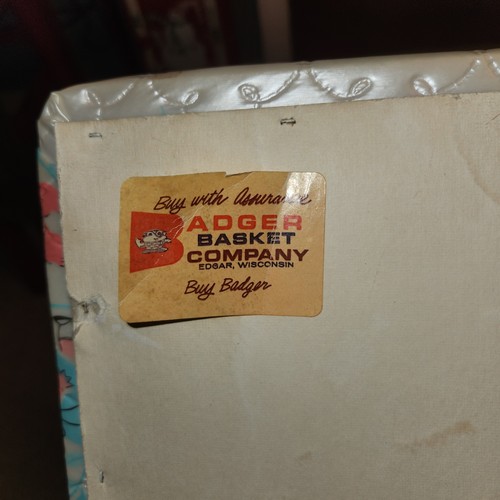 Buy with Assurance
BADGER
BASKET
COMPANY
EDGAR, WISCONSIN
Buy Badger